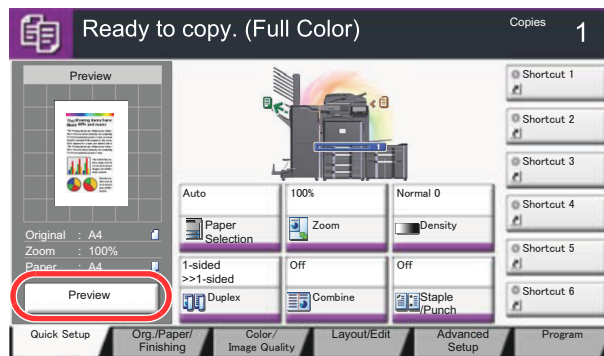 Ready to copy. (Full Color)
Copies 1
Preview
Original : A4
Zoom : 100%
Paper : A4
Preview
Auto
Paper
Selection
100%
Zoom
Normal 0
Density
1-sided
>>1-sided
Duplex
Off
Combine
Off
Staple
/Punch
Shortcut 1
Shortcut 2
Shortcut 3
Shortcut 4
Shortcut 5
Shortcut 6
Quick Setup
Org./Paper/
Finishing
Color/
Image Quality
Layout/Edit
Advanced
Setup
Program